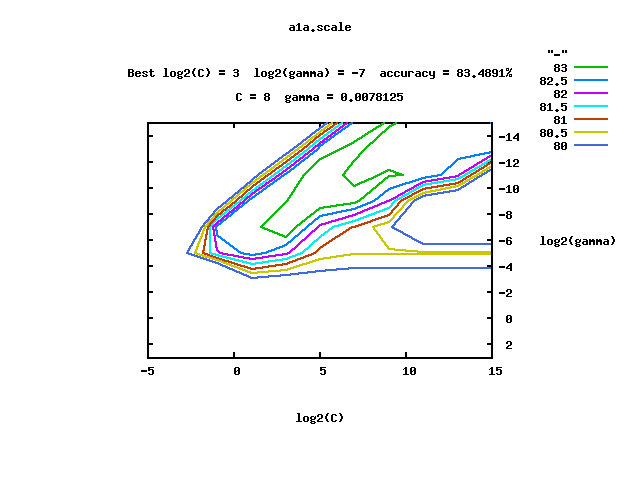 a1a.scale
Best log2(C) = 3 log2(gamma) = -7 accuracy = 83.4891%
C = 8 gamma = 0.0078125
"-"
83
82.5
82
81.5
81
80.5
80
-14
-12
-10
-8
-6
-4
-2
0
2
log2(gamma)
-5 0 5 10 15
log2(C)